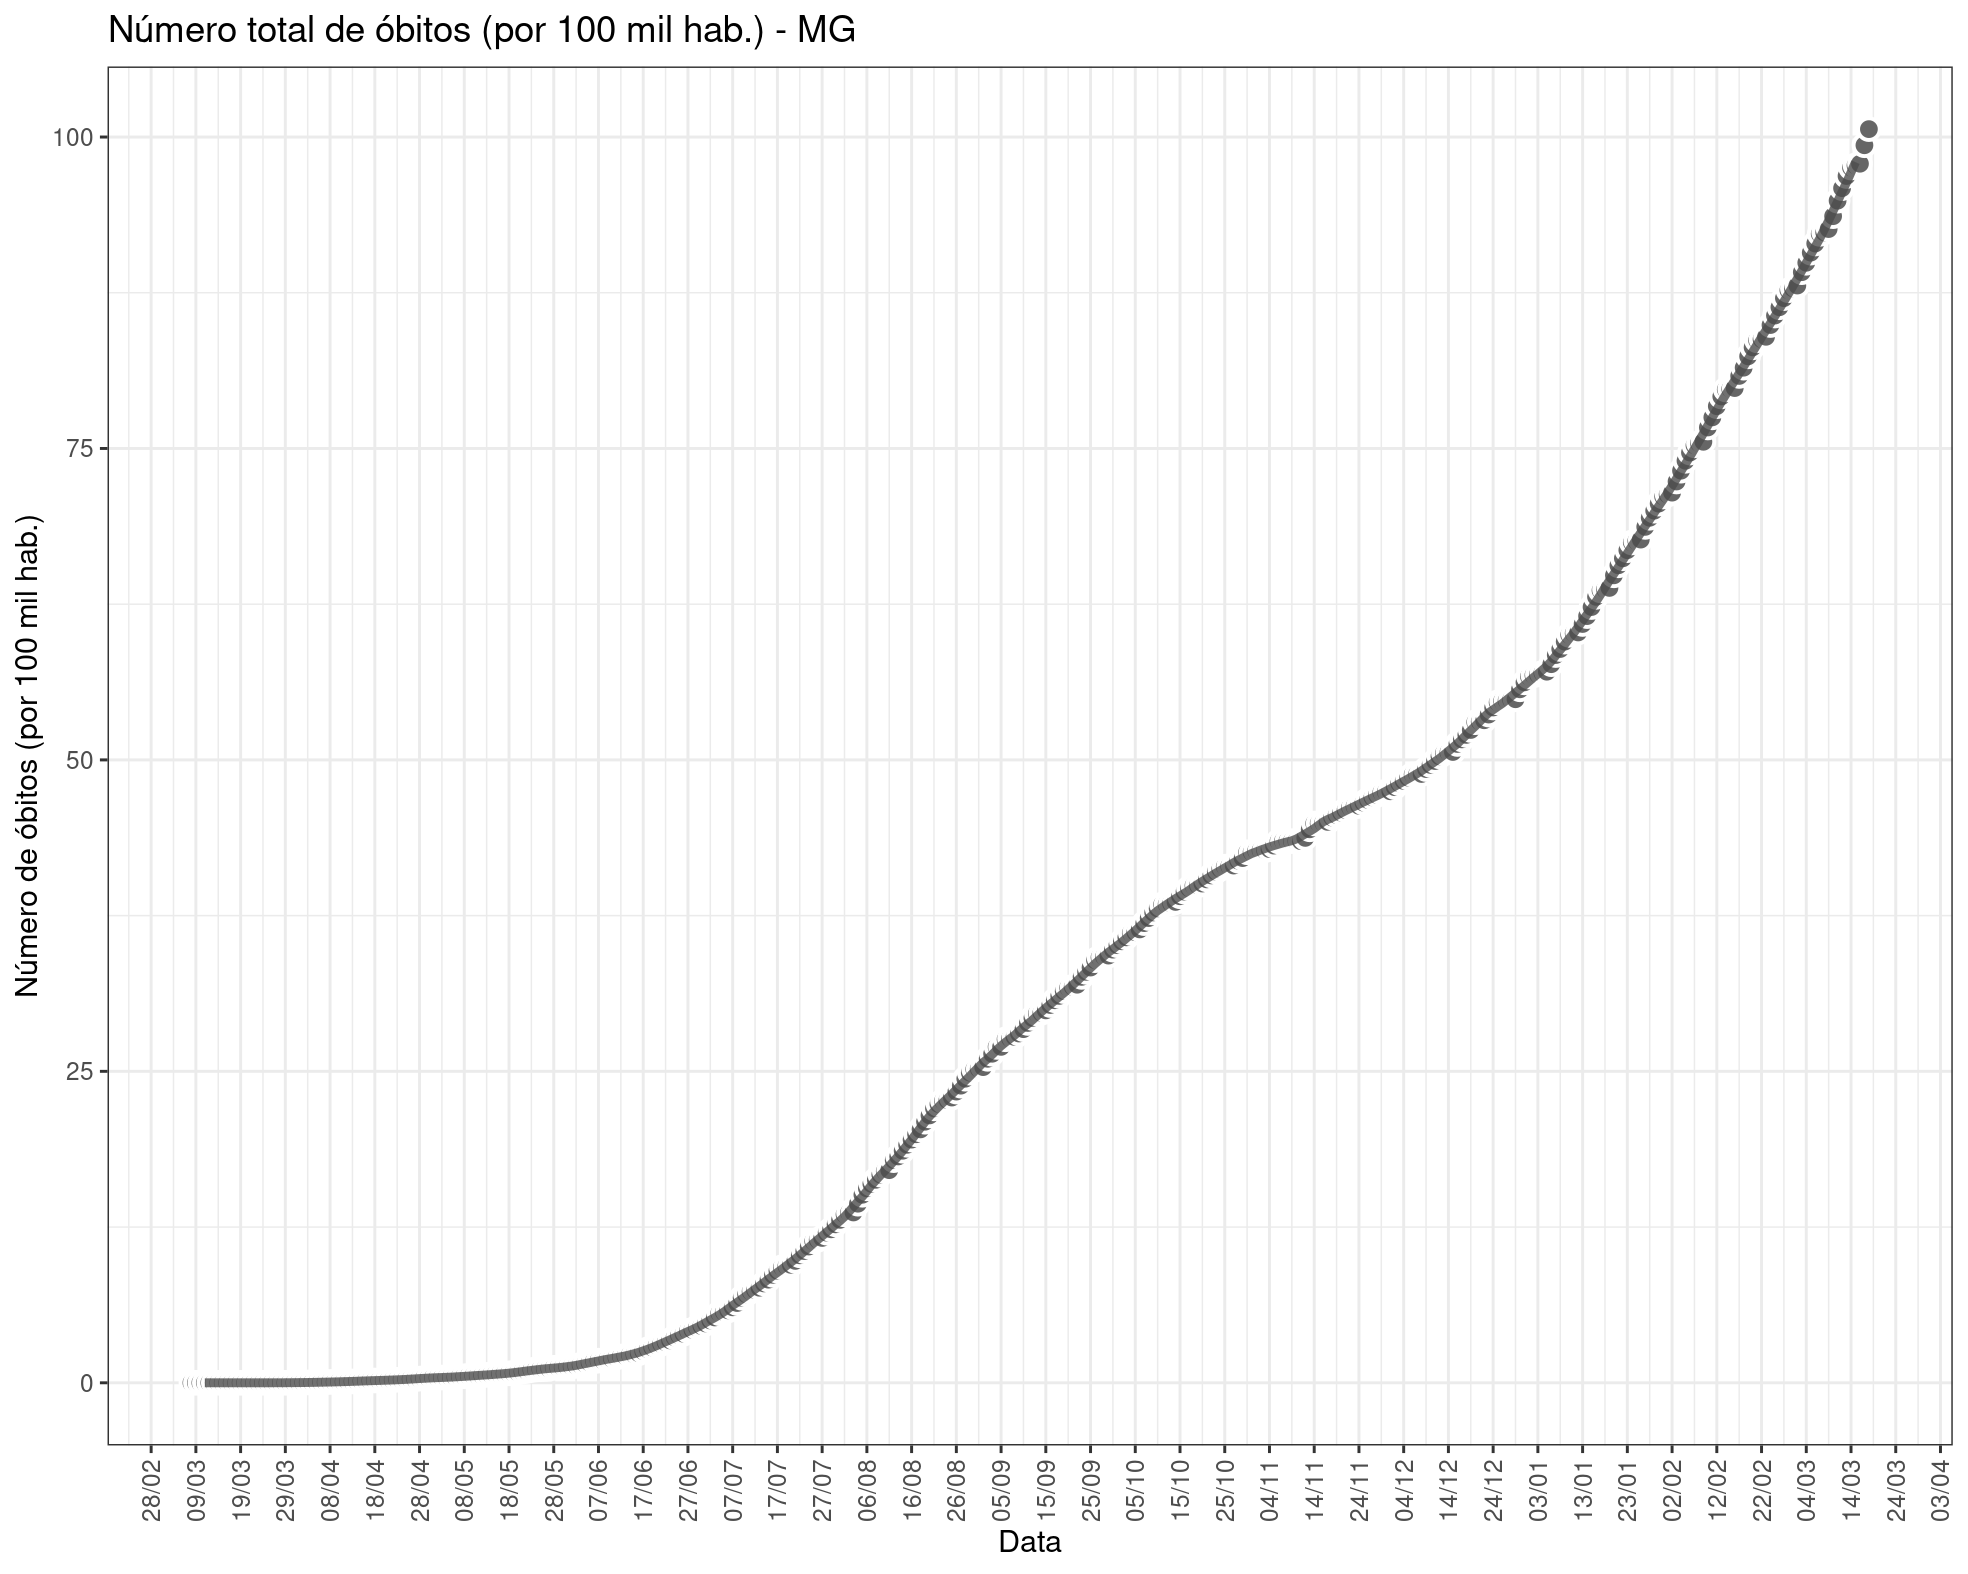 Número total de óbitos (por 100 mil hab.) - MG
Número de óbitos (por 100 mil hab.)
100
75
50
25
0
28/02 09/03 19/03 29/03 08/04 18/04 28/04 08/05 18/05 28/05 07/06 17/06 27/06 07/07 17/07 27/07 06/08 16/08 26/08 05/09 15/09 25/09 05/10 15/10 25/10 04/11 14/11 24/11 04/12 14/12 24/12 03/01 13/01 23/01 02/02 12/02 22/02 04/03 14/03 24/03 03/04
Data